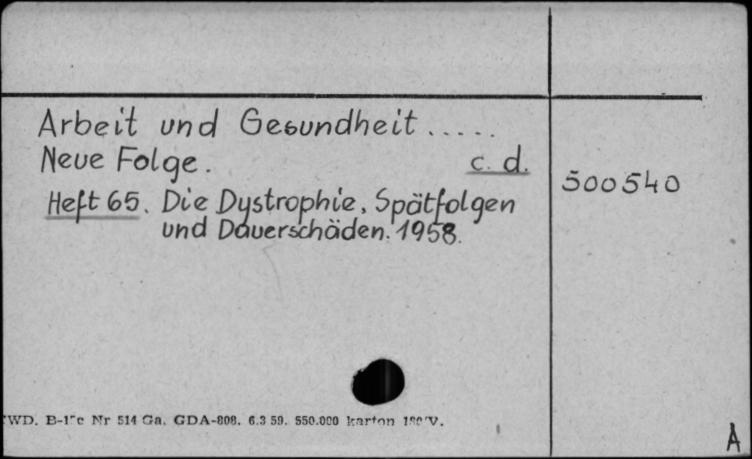 Arbeit und Gesundheit.....
Neue Folge. c. d.
500540
Heft 65. Die Dystrophie, Spätfolgen
und Dauerschäden. 1958.
WD. Nr 514 Ga. GDA-808. 6.3 59. 550.000 karton V.
A